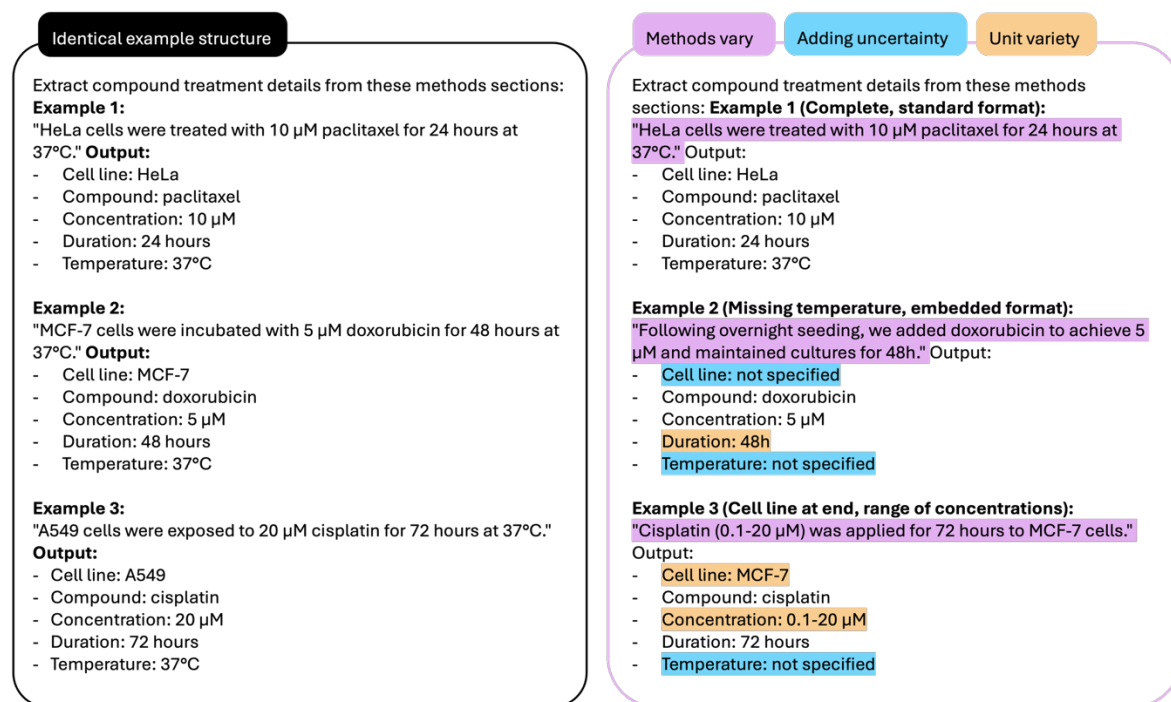 Identical example structure
Extract compound treatment details from these methods sections:
Example 1:
"HeLa cells were treated with 10 µM paclitaxel for 24 hours at
37°C." Output:
- Cell line: HeLa
- Compound: paclitaxel
- Concentration: 10 µM
- Duration: 24 hours
- Temperature: 37°C
Example 2:
"MCF-7 cells were incubated with 5 µM doxorubicin for 48 hours at
37°C." Output:
- Cell line: MCF-7
- Compound: doxorubicin
- Concentration: 5 µM
- Duration: 48 hours
- Temperature: 37°C
Example 3:
"A549 cells were exposed to 20 µM cisplatin for 72 hours at 37°C."
Output:
- Cell line: A549
- Compound: cisplatin
- Concentration: 20 µM
- Duration: 72 hours
- Temperature: 37°C
Methods vary
Adding uncertainty
Unit variety
Extract compound treatment details from these methods
sections: Example 1 (Complete, standard format):
"HeLa cells were treated with 10 µM paclitaxel for 24 hours at
37°C." Output:
- Cell line: HeLa
- Compound: paclitaxel
- Concentration: 10 µM
- Duration: 24 hours
- Temperature: 37°C
Example 2 (Missing temperature, embedded format):
"Following overnight seeding, we added doxorubicin to achieve 5
µM and maintained cultures for 48h." Output:
- Cell line: not specified
- Compound: doxorubicin
- Concentration: 5 µM
- Duration: 48h
- Temperature: not specified
Example 3 (Cell line at end, range of concentrations):
"Cisplatin (0.1-20 µM) was applied for 72 hours to MCF-7 cells."
Output:
- Cell line: MCF-7
- Compound: cisplatin
- Concentration: 0.1-20 µM
- Duration: 72 hours
- Temperature: not specified